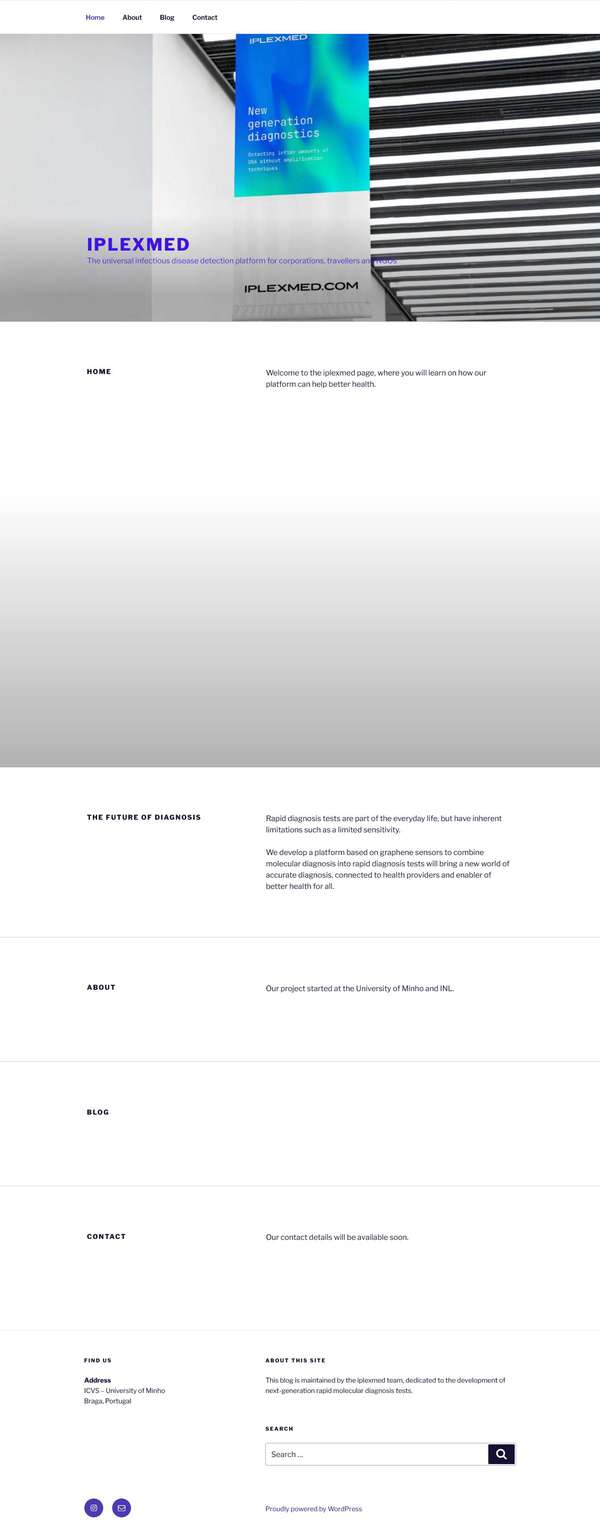 Home About Blog Contact
IPLEXMED
New
generation
diagnostics
Detecting infime amounts of
DNA without amplification
techniques
IPLEXMED
The universal infectious disease detection platform for corporations, travellers and NGOs
IPLEXMED.COM
HOME
Welcome to the iplexmed page, where you will learn on how our
platform can help better health.
THE FUTURE OF DIAGNOSIS
Rapid diagnosis tests are part of the everyday life, but have inherent
limitations such as a limited sensitivity.
We develop a platform based on graphene sensors to combine
molecular diagnosis into rapid diagnosis tests will bring a new world of
accurate diagnosis, connected to health providers and enabler of
better health for all.
ABOUT
Our project started at the University of Minho and INL.
BLOG
CONTACT
Our contact details will be available soon.
FIND US
Address
ICVS – University of Minho
Braga, Portugal
ABOUT THIS SITE
This blog is maintained by the iplexmed team, dedicated to the development of
next-generation rapid molecular diagnosis tests.
SEARCH
Search …
Proudly powered by WordPress